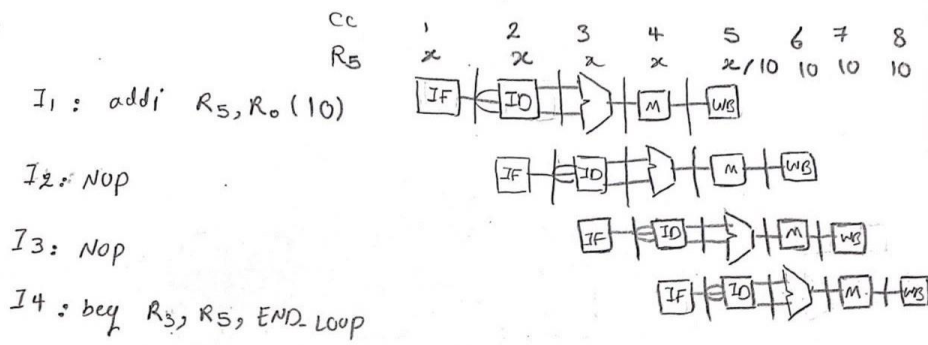 CC 1 2 3 4 5 6 7 8
R5 x x x x x/10 10 10 10
I1 : addi R5, R0 (10) IF ID M WB
I2: NOP IF ID M WB
I3: NOP IF ID M WB
I4 : beq R3, R5, END_LOOP IF ID M WB